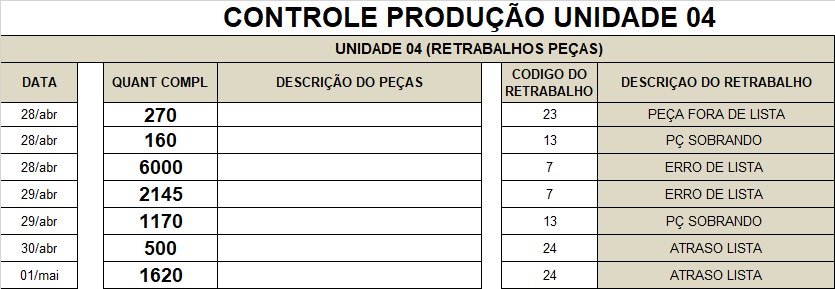 CONTROLE PRODUÇÃO UNIDADE 04
UNIDADE 04 (RETRABALHOS PEÇAS)
DATA QUANT COMPL DESCRIÇÃO DO PEÇAS CODIGO DO RETRABALHO DESCRIÇAO DO RETRABALHO
28/abr 270 23 PEÇA FORA DE LISTA
28/abr 160 13 PÇ SOBRANDO
28/abr 6000 7 ERRO DE LISTA
29/abr 2145 7 ERRO DE LISTA
29/abr 1170 13 PÇ SOBRANDO
30/abr 500 24 ATRASO LISTA
01/mai 1620 24 ATRASO LISTA